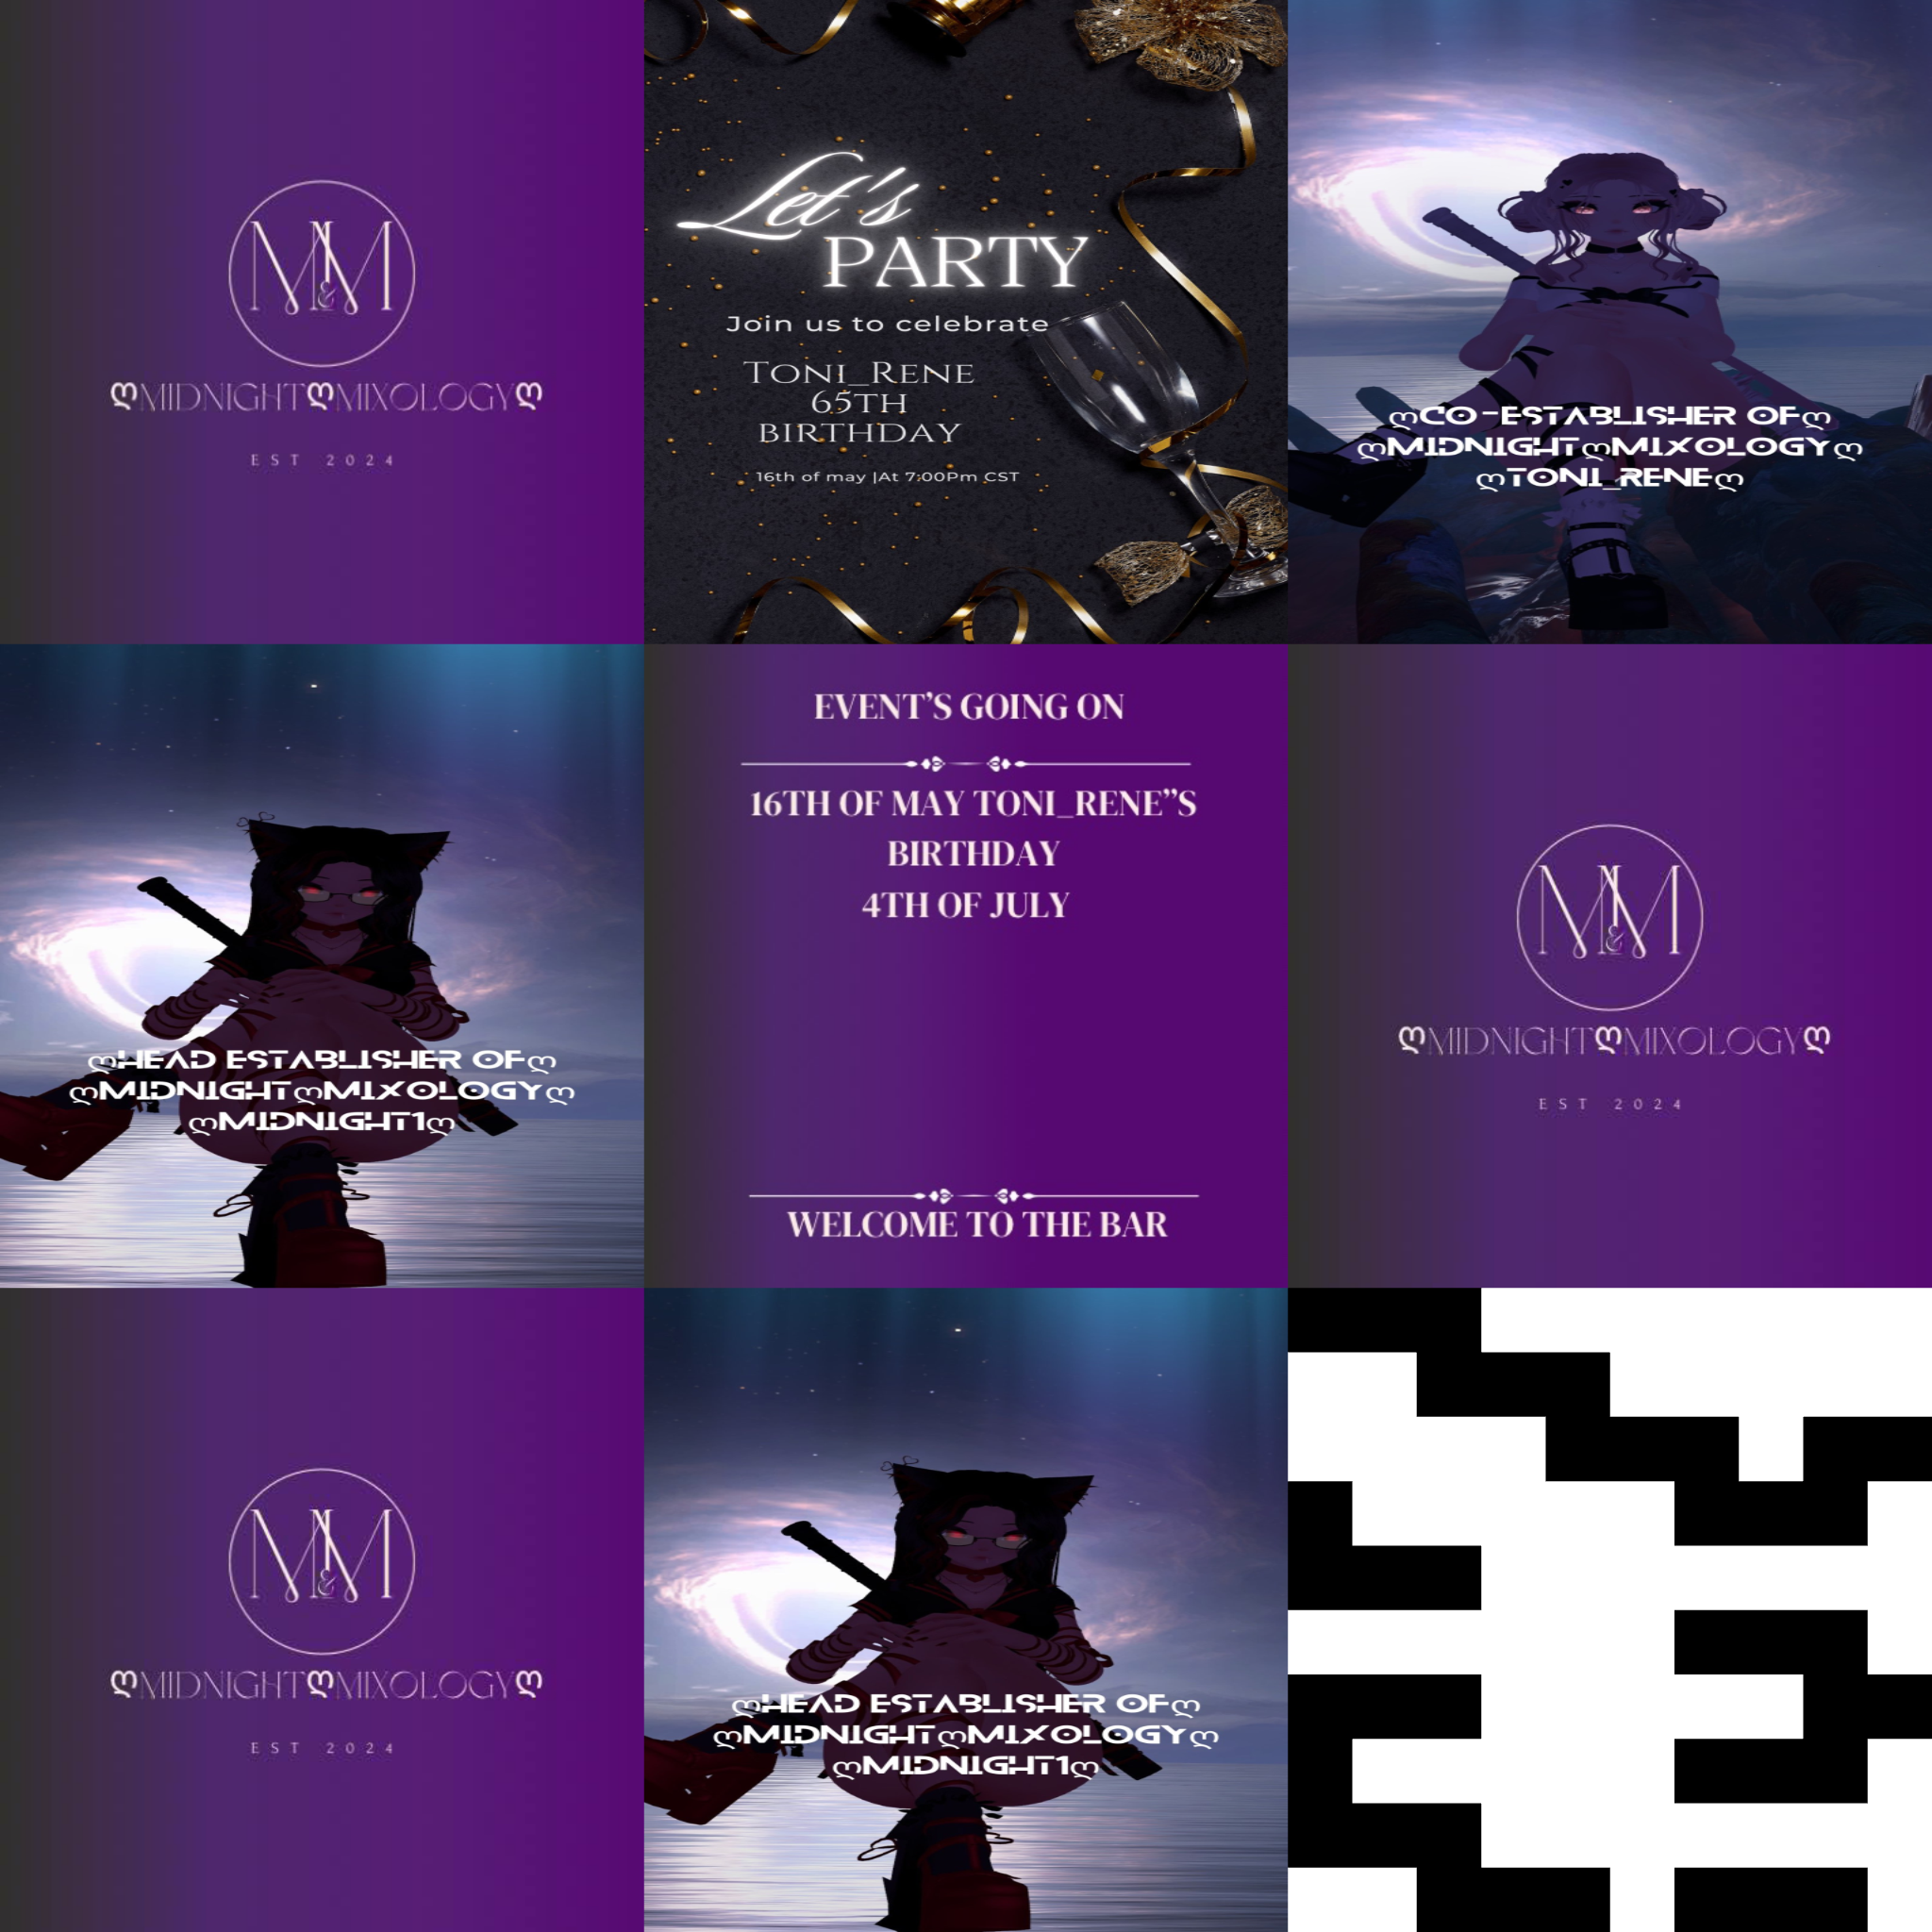 M&M
ღMIDNIGHTღMIXOLOGYღ
EST 2024
Let's
PARTY
Join us to celebrate
TONI_RENE
65TH
BIRTHDAY
16th of may |At 7:00Pm CST
ღCO-ESTABLISHER OFღ
ღMIDNIGHTღMIXOLOGYღ
ღTONI_RENEღ
ღHEAD ESTABLISHER OFღ
ღMIDNIGHTღMIXOLOGYღ
ღMIDNIGHT1ღ
EVENT’S GOING ON
16TH OF MAY TONI_RENE”S
BIRTHDAY
4TH OF JULY
WELCOME TO THE BAR
M&M
ღMIDNIGHTღMIXOLOGYღ
EST 2024
M&M
ღMIDNIGHTღMIXOLOGYღ
EST 2024
ღHEAD ESTABLISHER OFღ
ღMIDNIGHTღMIXOLOGYღ
ღMIDNIGHT1ღ